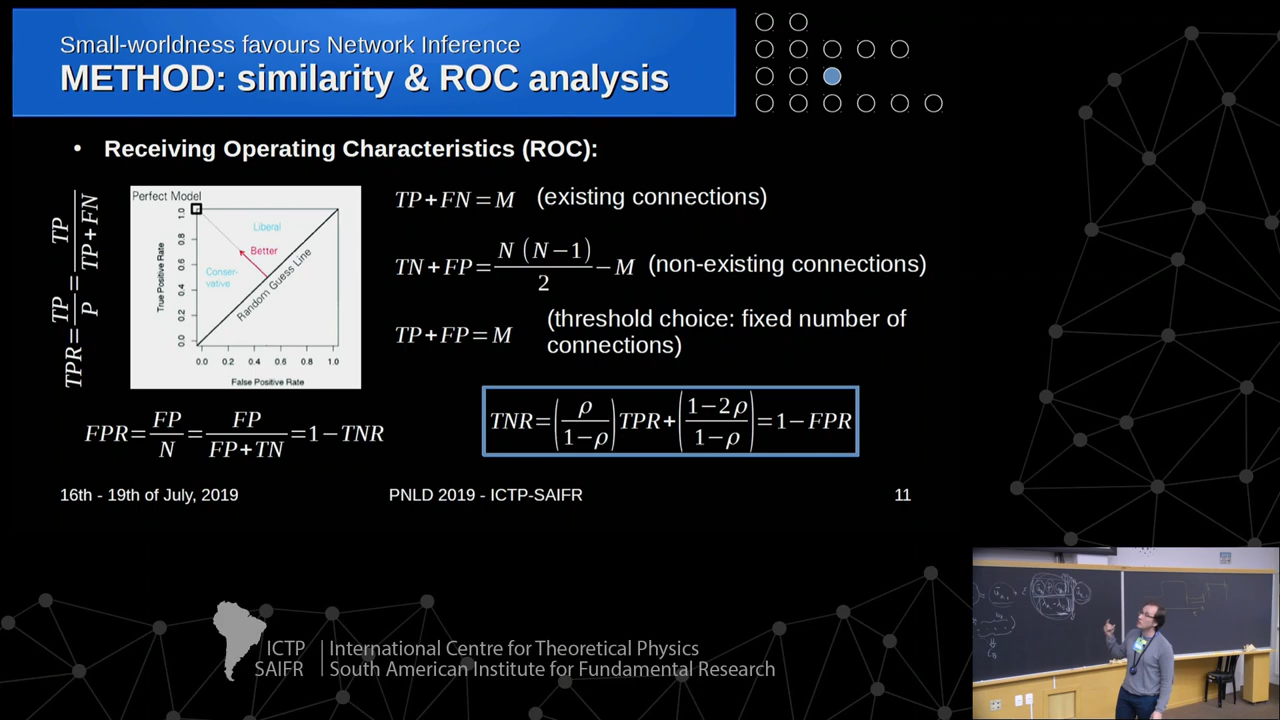 Small-worldness favours Network Inference
METHOD: similarity & ROC analysis
• Receiving Operating Characteristics (ROC):
TPR = TP / P = TP / (TP + FN)
Perfect Model
Liberal
Better
Conser-
vative
Random Guess Line
True Positive Rate
0.0 0.2 0.4 0.6 0.8 1.0
0.0 0.2 0.4 0.6 0.8 1.0
False Positive Rate
FPR = FP / N = FP / (FP + TN) = 1 − TNR
TP + FN = M (existing connections)
TN + FP = N (N − 1) / 2 − M (non-existing connections)
TP + FP = M (threshold choice: fixed number of
connections)
TNR = (ρ / (1 − ρ)) TPR + ((1 − 2ρ) / (1 − ρ)) = 1 − FPR
16th - 19th of July, 2019 PNLD 2019 - ICTP-SAIFR 11
ICTP | International Centre for Theoretical Physics
SAIFR | South American Institute for Fundamental Research